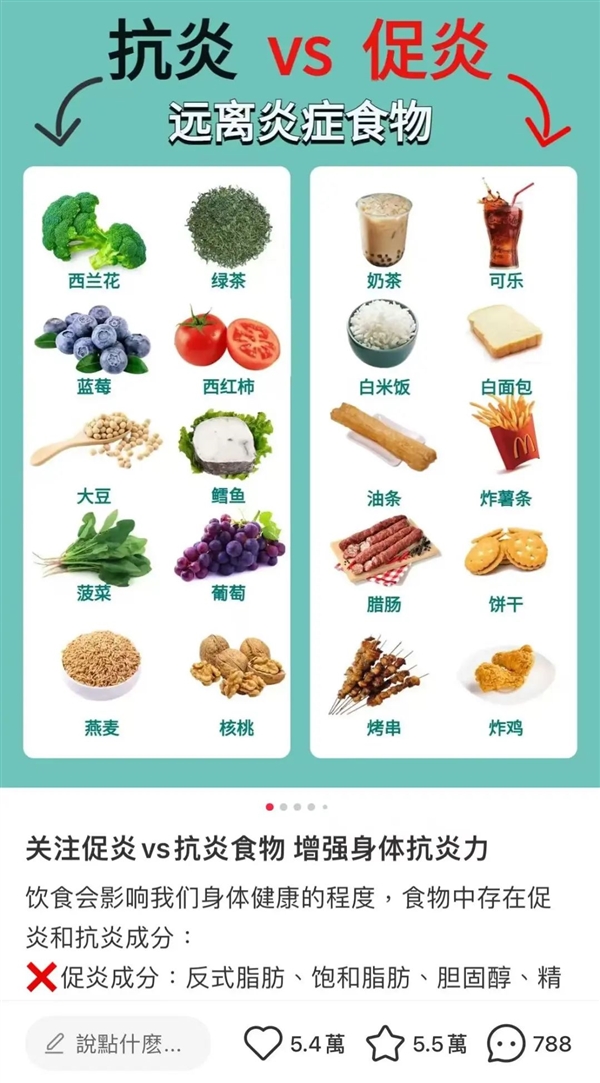 抗炎 vs 促炎
远离炎症食物
西兰花 绿茶
蓝莓 西红柿
大豆 鳕鱼
菠菜 葡萄
燕麦 核桃
奶茶 可乐
白米饭 白面包
油条 炸薯条
腊肠 饼干
烤串 炸鸡
关注促炎vs抗炎食物 增强身体抗炎力
饮食会影响我们身体健康的程度，食物中存在促
炎和抗炎成分：
❌促炎成分：反式脂肪、饱和脂肪、胆固醇、精
說點什麼... 5.4萬 5.5萬 788